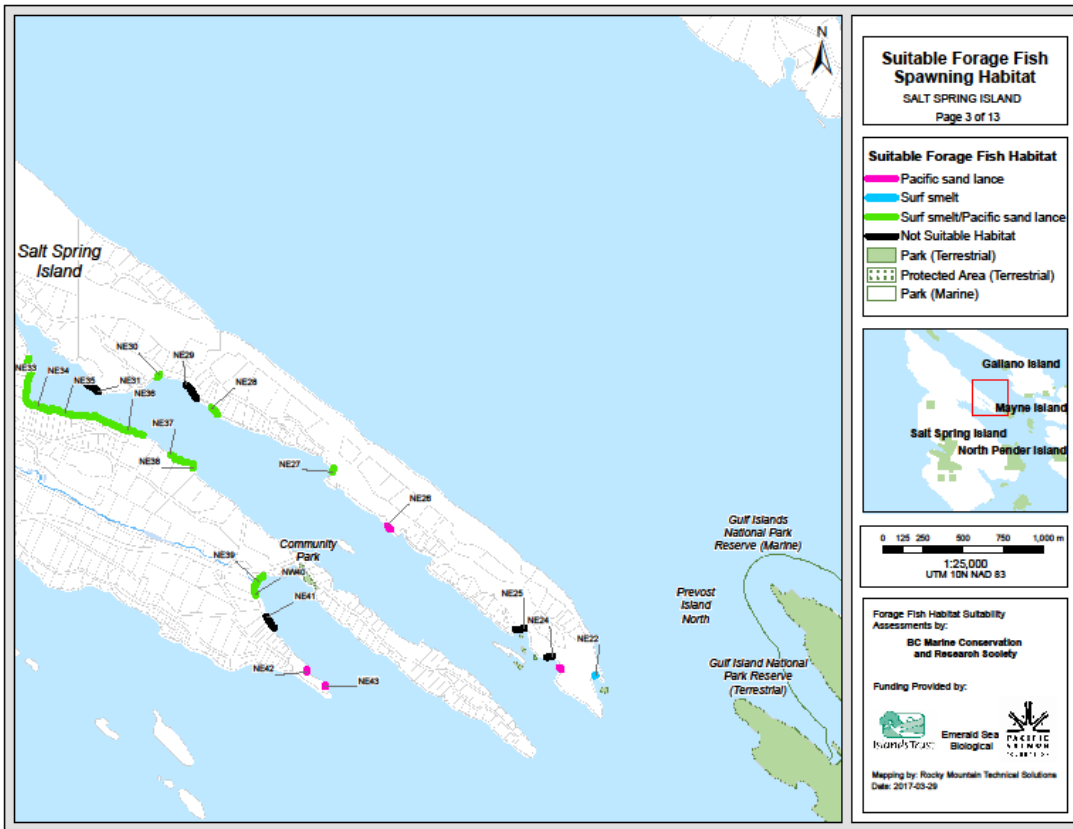 N
Salt Spring
Island
NE30
NE29
NE33
NE34
NE35
NE31
NE36
NE28
NE37
NE38
NE27
NE26
NE39
Community
Park
NW40
NE41
NE25
NE24
NE22
NE42
NE43
Gulf Islands
National Park
Reserve (Marine)
Prevost
Island
North
Gulf Island National
Park Reserve
(Terrestrial)
Suitable Forage Fish
Spawning Habitat
SALT SPRING ISLAND
Page 3 of 13
Suitable Forage Fish Habitat
Pacific sand lance
Surf smelt
Surf smelt/Pacific sand lance
Not Suitable Habitat
Park (Terrestrial)
Protected Area (Terrestrial)
Park (Marine)
Galiano Island
Mayne Island
Salt Spring Island
North Pender Island
0 125 250 500 750 1,000 m
1:25,000
UTM 10N NAD 83
Forage Fish Habitat Suitability
Assessments by:
BC Marine Conservation
and Research Society
Funding Provided by:
Islands Trust
Emerald Sea
Biological
PACIFIC
SALMON
Mapping by: Rocky Mountain Technical Solutions
Date: 2017-03-29